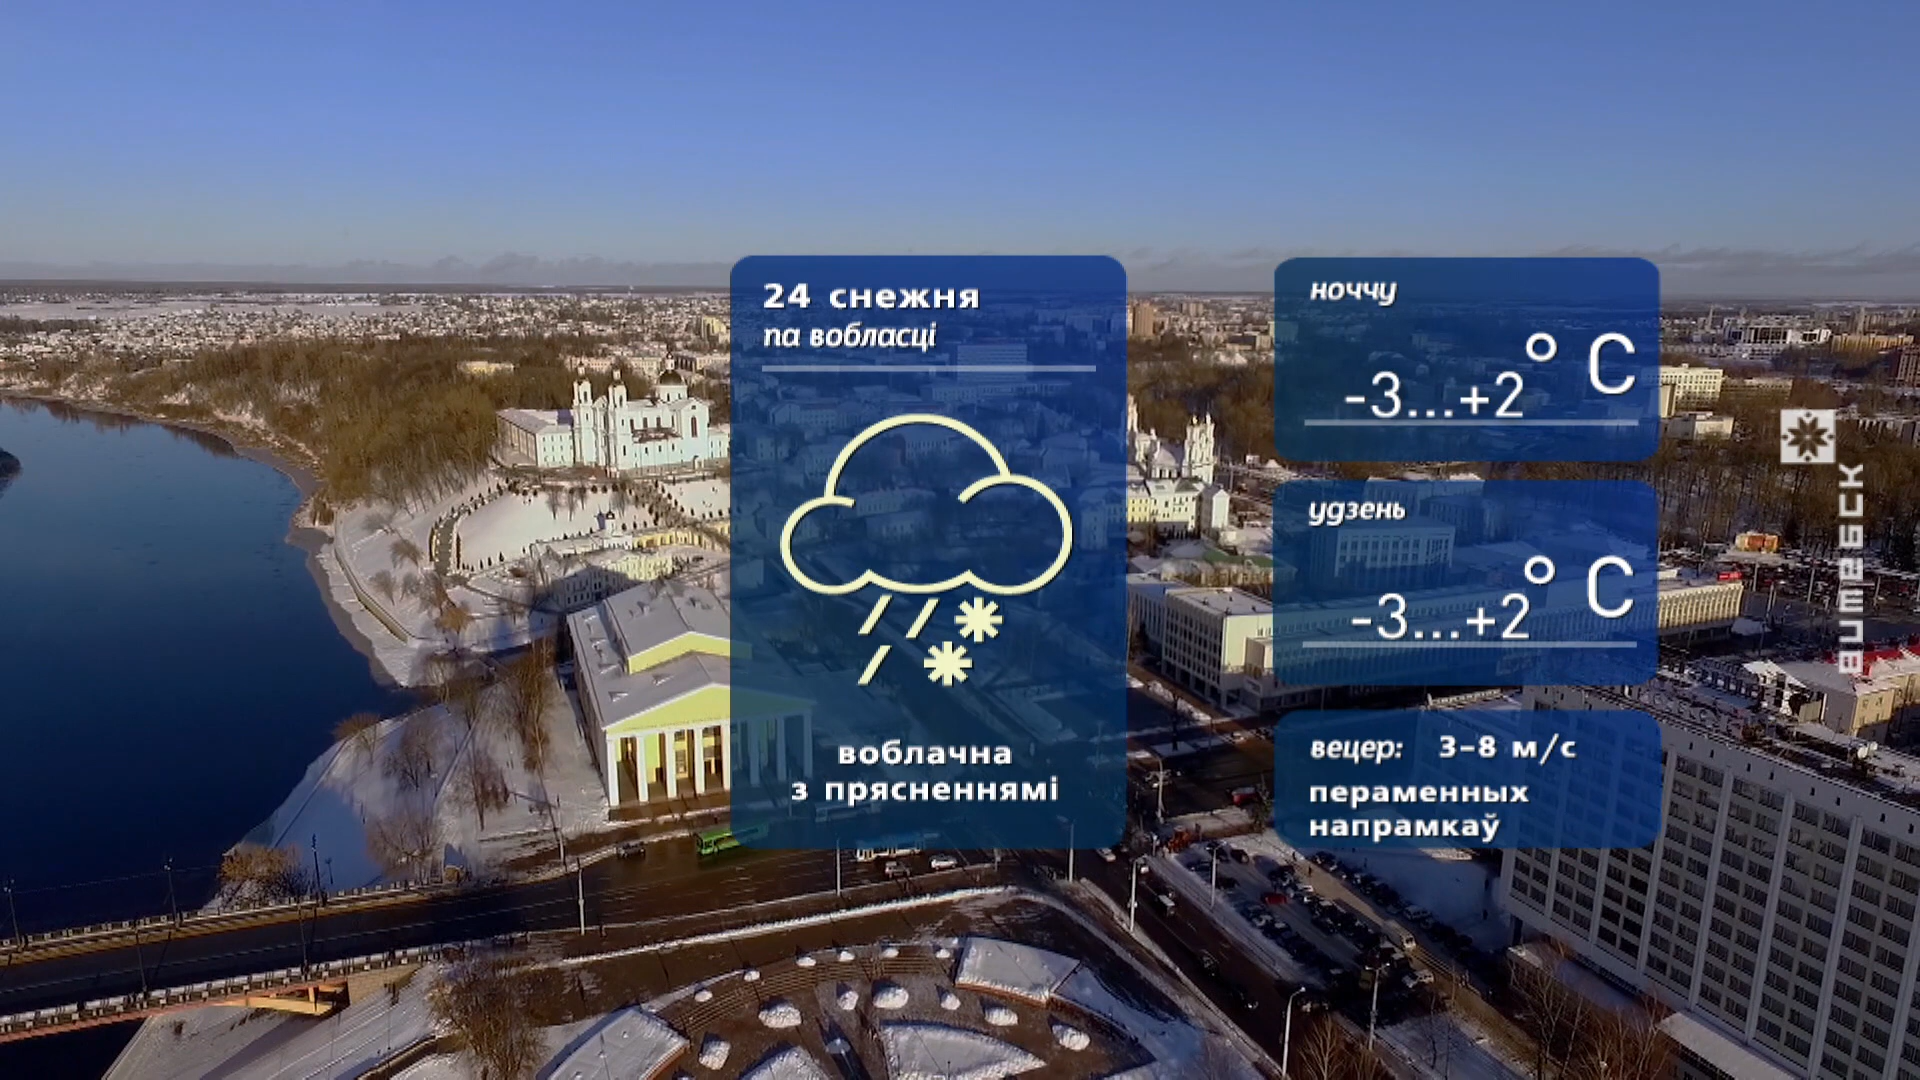 24 снежня
па вобласці
воблачна
з прясненнямі
ноччу
-3...+2° C
удзень
-3...+2° C
вецер: 3-8 м/с
пераменных
напрамкаў
витебск